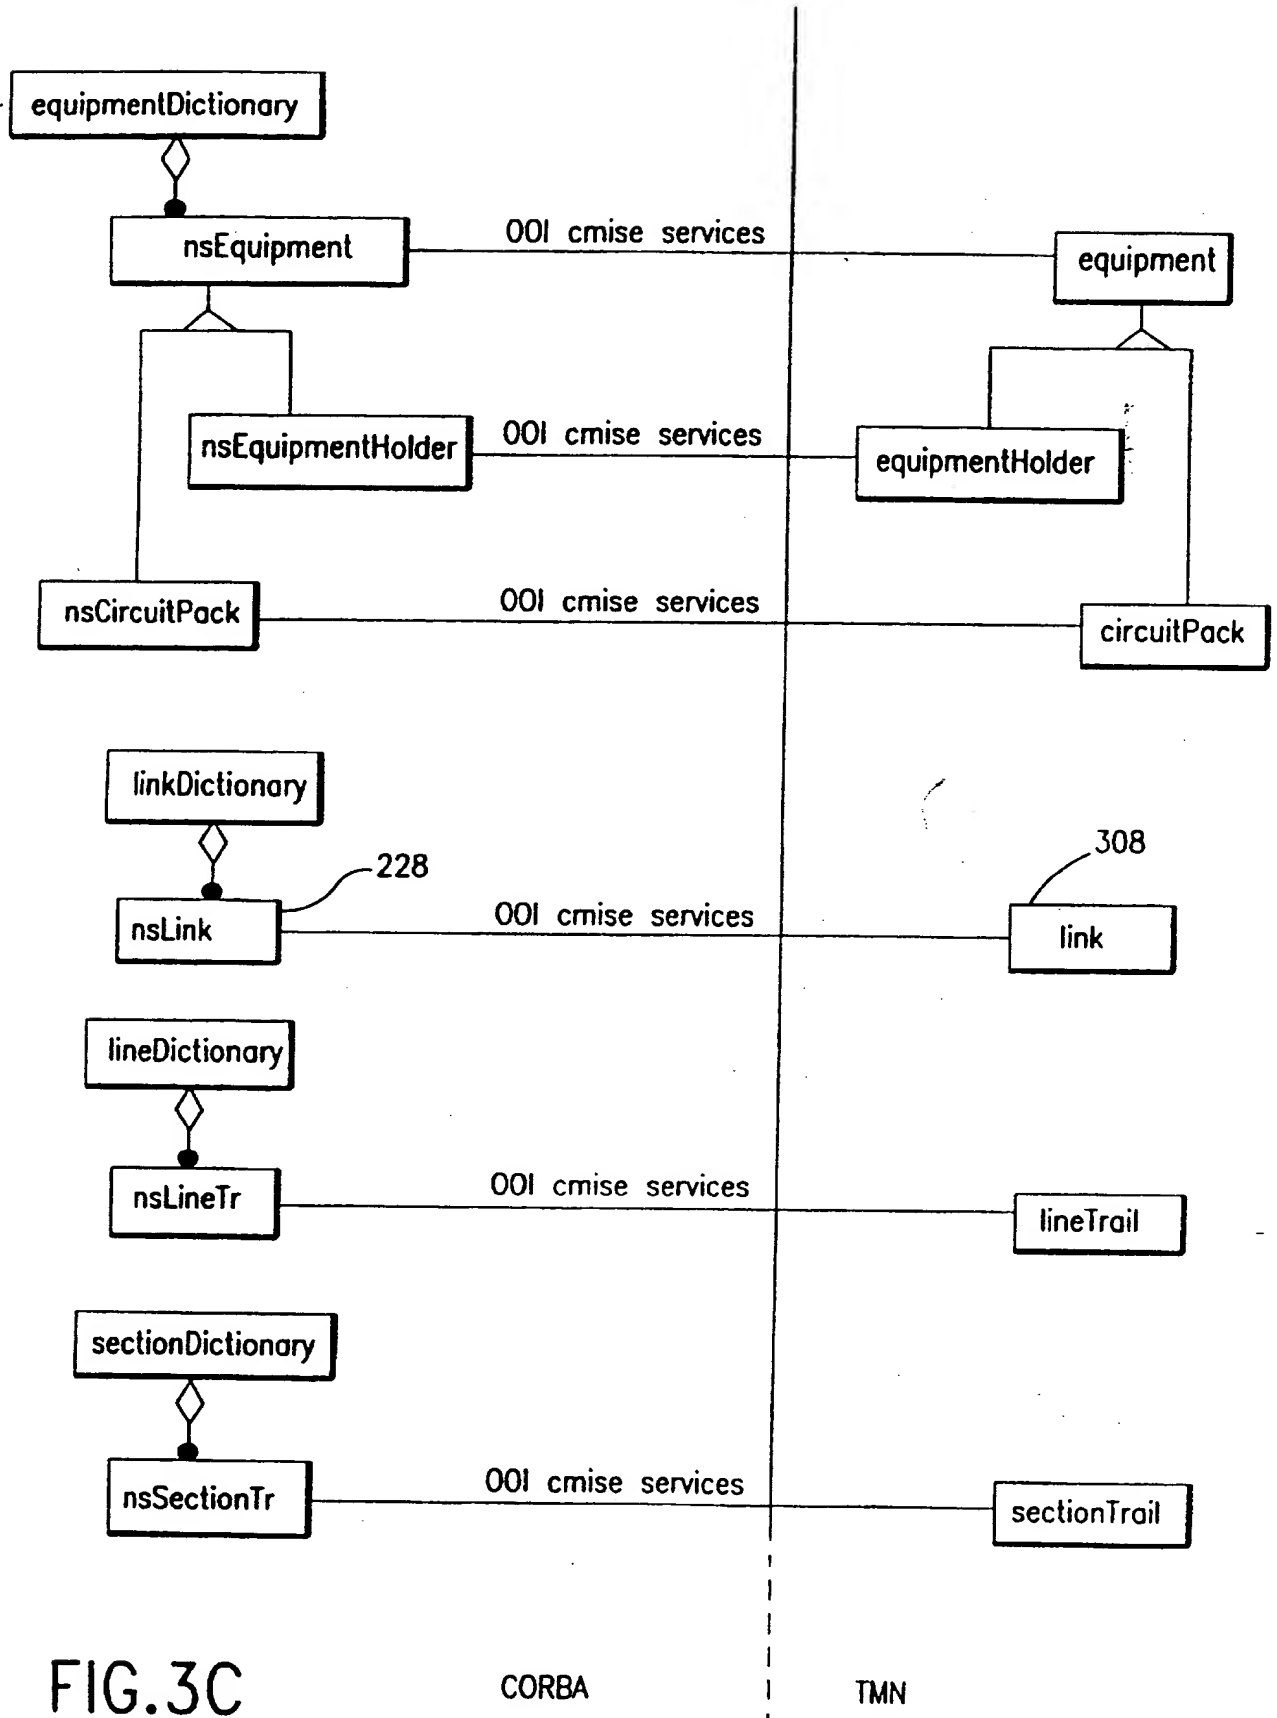 equipmentDictionary
nsEquipment
OOI cmise services
equipment
nsEquipmentHolder
OOI cmise services
equipmentHolder
nsCircuitPack
OOI cmise services
circuitPack
linkDictionary
228
308
nsLink
OOI cmise services
link
lineDictionary
nsLineTr
OOI cmise services
lineTrail
sectionDictionary
nsSectionTr
OOI cmise services
sectionTrail
FIG.3C
CORBA
TMN